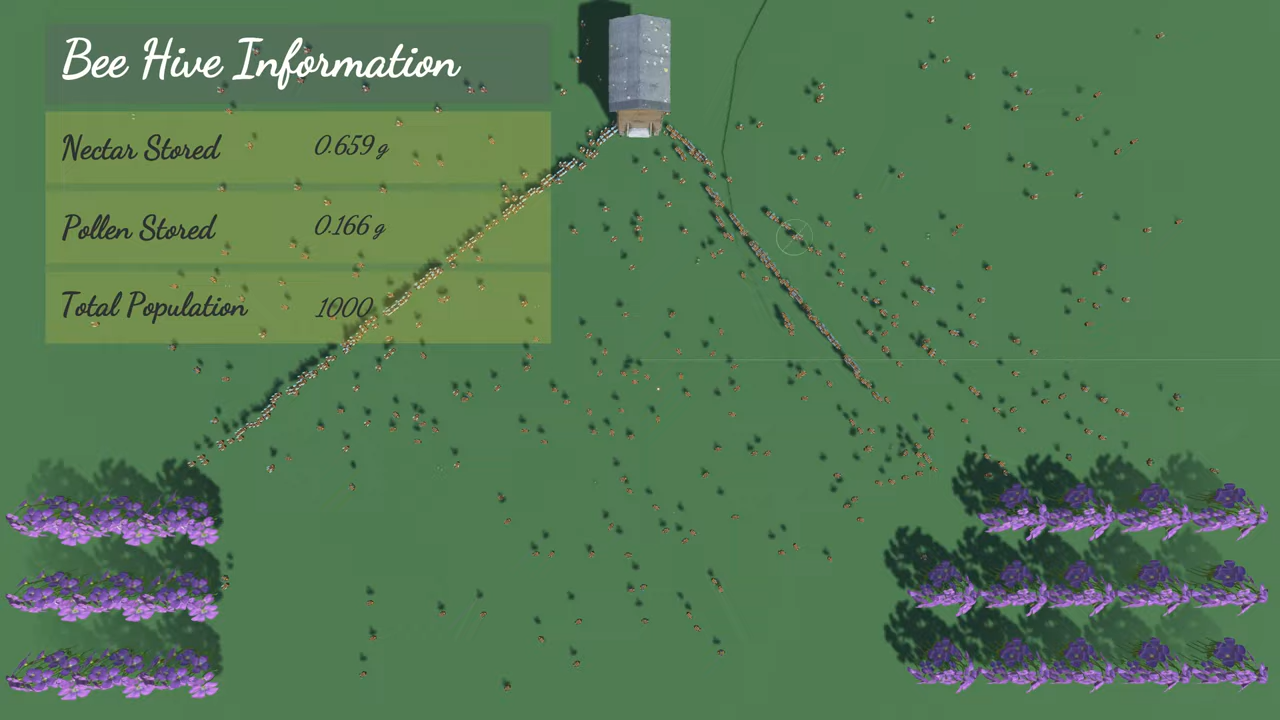 Bee Hive Information
Nectar Stored 0.659 g
Pollen Stored 0.166 g
Total Population 1000